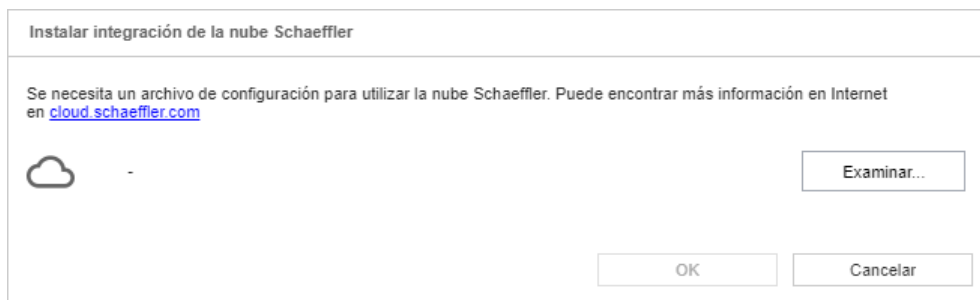 Instalar integración de la nube Schaeffler
Se necesita un archivo de configuración para utilizar la nube Schaeffler. Puede encontrar más información en Internet
en cloud.schaeffler.com
-
Examinar...
OK
Cancelar